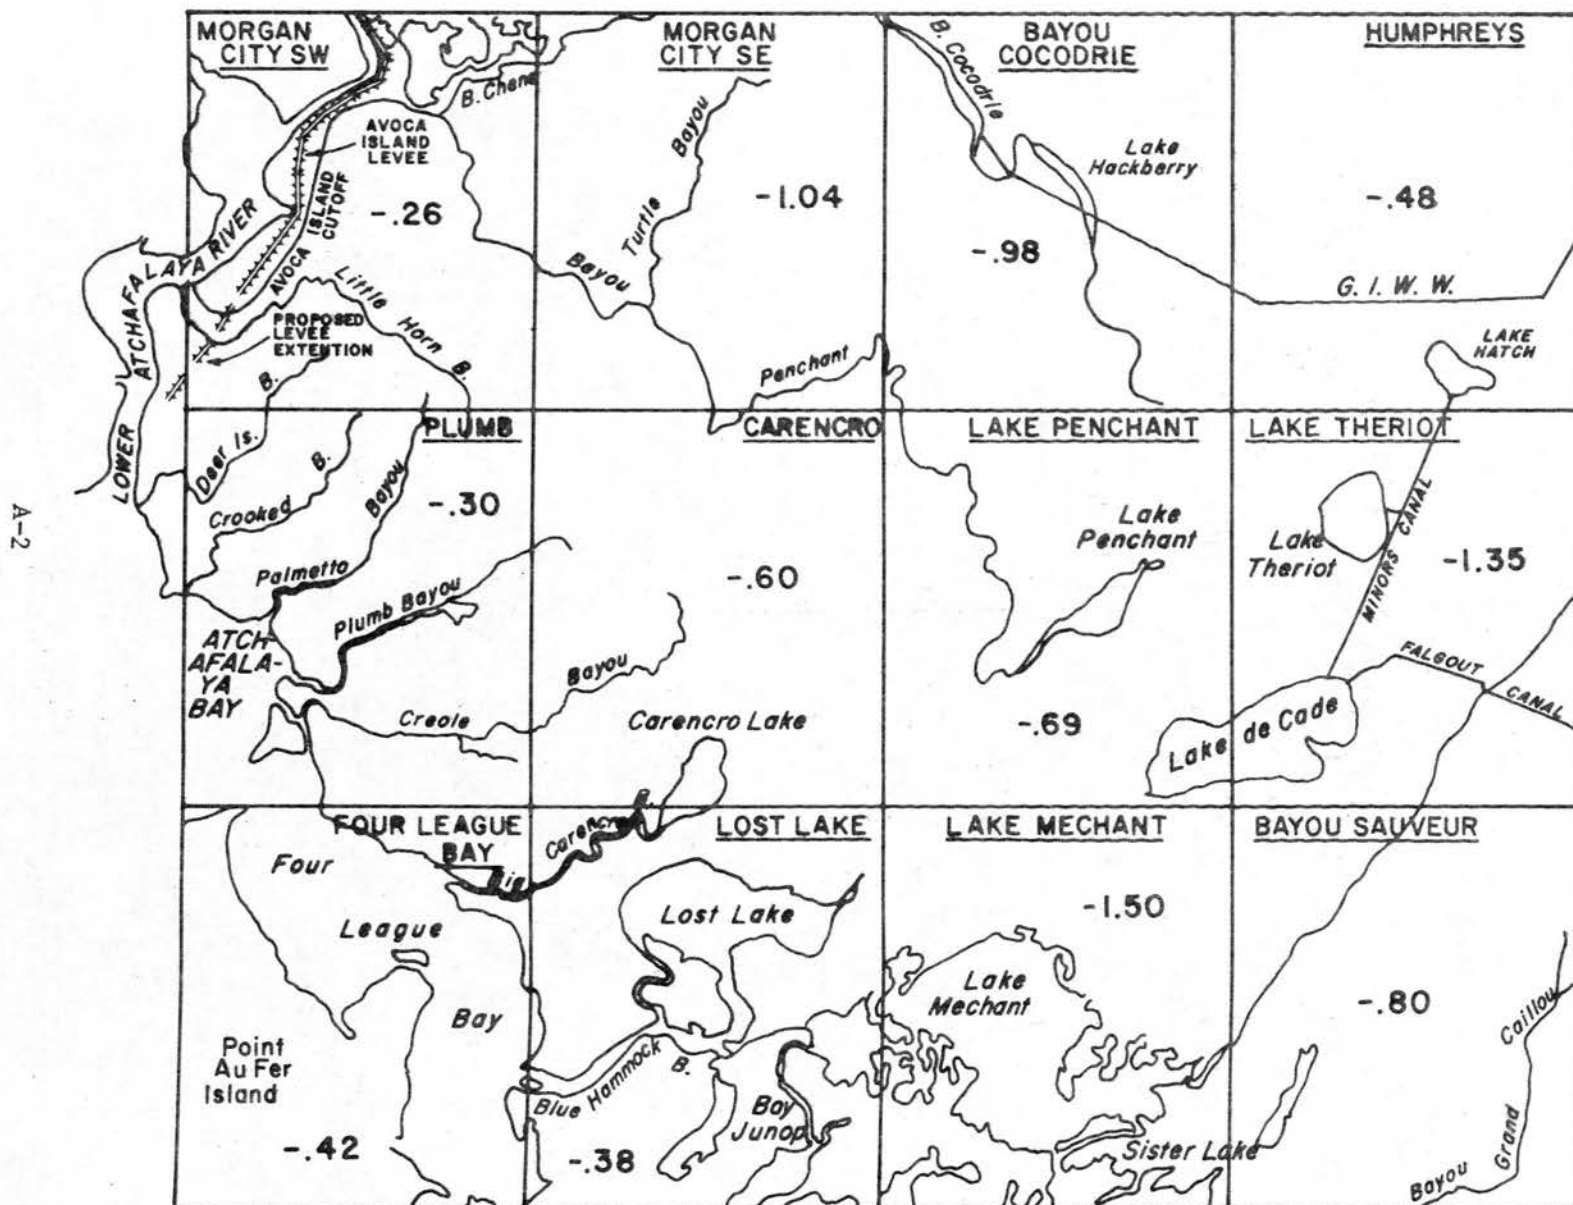 MORGAN
CITY SW
MORGAN
CITY SE
BAYOU
COCODRIE
HUMPHREYS
B. Chene
B. Cocodrie
AVOCA
ISLAND
LEVEE
Turtle Bayou
Lake
Hackberry
-.26
-1.04
-.98
-.48
AVOCA ISLAND
CUTOFF
LOWER ATCHAFALAYA RIVER
Bayou
Penchant
G. I. W. W.
Little Horn B.
PROPOSED
LEVEE
EXTENTION
LAKE
HATCH
PLUMB
CARENCRO
LAKE PENCHANT
LAKE THERIOT
Deer Is. B.
Crooked B.
Palmetto Bayou
-.30
Plumb Bayou
-.60
Lake
Penchant
Lake
Theriot
MINORS CANAL
-1.35
ATCH-
AFALA-
YA
BAY
Creole Bayou
Carencro Lake
-.69
Lake de Cade
FALGOUT CANAL
FOUR LEAGUE
BAY
LOST LAKE
LAKE MECHANT
BAYOU SAUVEUR
Big Carencro B.
Four
League
Bay
Lost Lake
-1.50
Lake
Mechant
-.80
Point
Au Fer
Island
Blue Hammock B.
Bay
Junop
-.42
-.38
Sister Lake
Bayou Grand Caillou
A-2